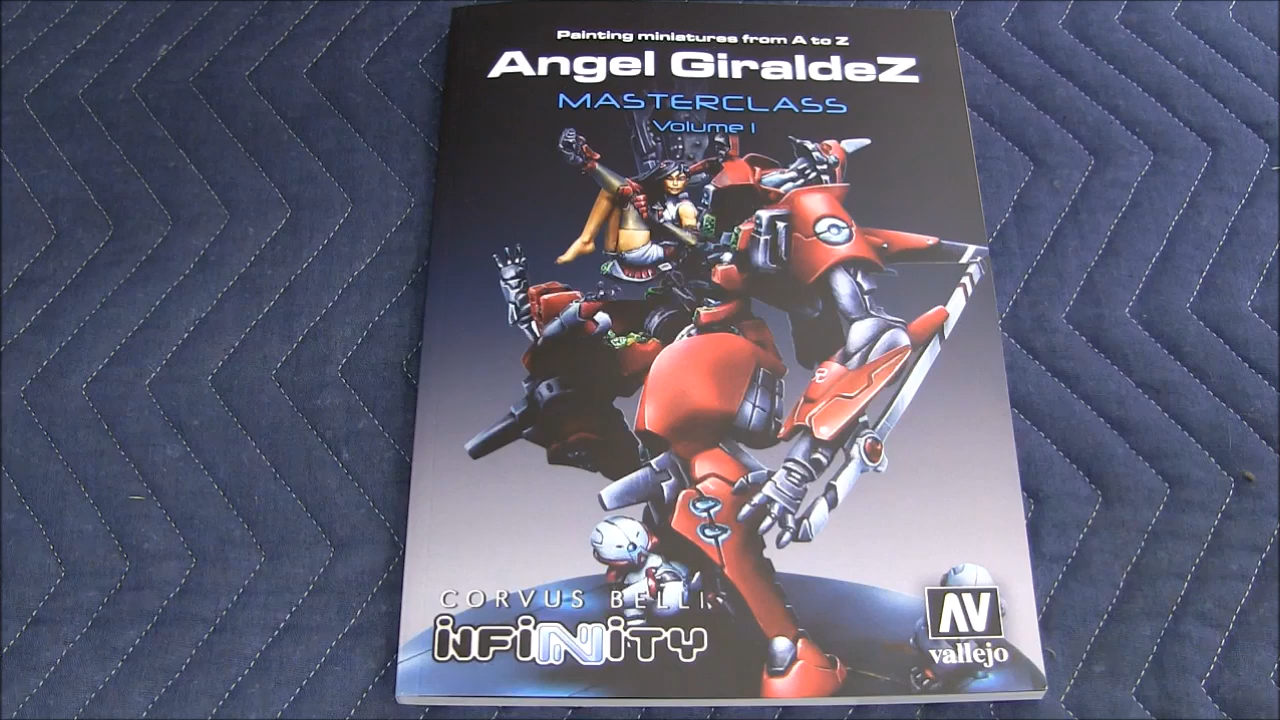 Painting miniatures from A to Z
Angel GiraldeZ
MASTERCLASS
Volume I
CORVUS BELLI
iNFiNiTY
AV
vallejo